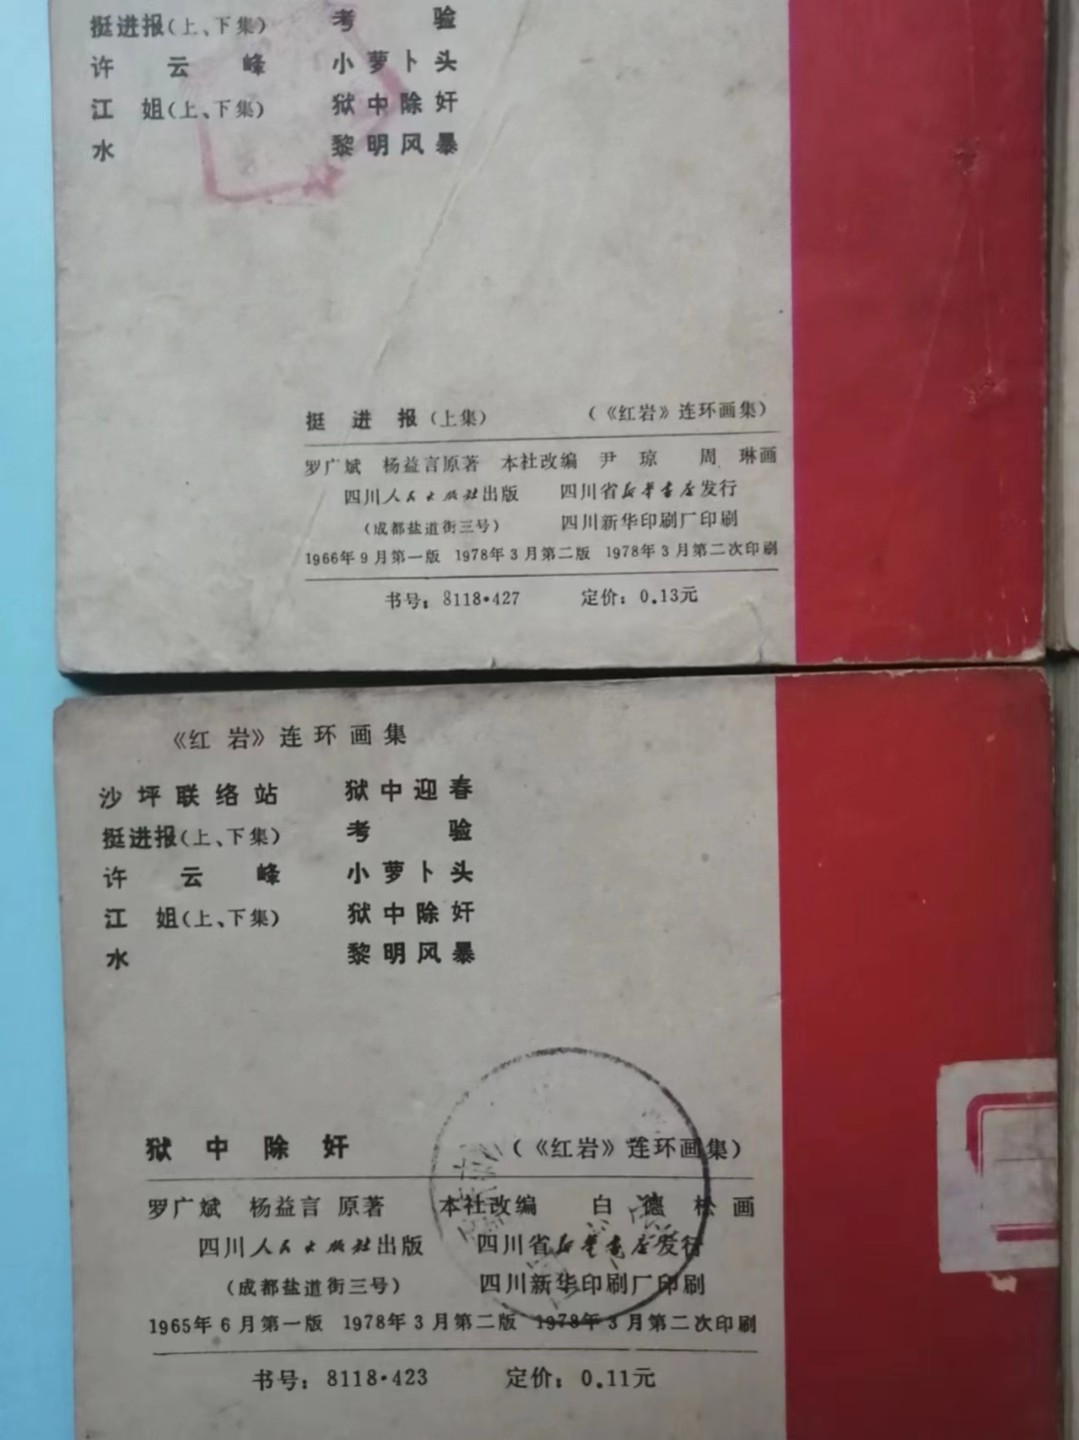 挺进报(上、下集) 考 验
许 云 峰 小萝卜头
江 姐(上、下集) 狱中除奸
水 黎明风暴
挺 进 报(上集) (《红岩》连环画集)
罗广斌 杨益言原著 本社改编 尹 琼 周 琳画
四川人民出版社出版 四川省新华书店发行
(成都盐道街三号) 四川新华印刷厂印刷
1966年9月第一版 1978年3月第二版 1978年3月第二次印刷
书号:8118·427 定价:0.13元
《红 岩》连 环 画 集
沙坪联络站 狱中迎春
挺进报(上、下集) 考 验
许 云 峰 小萝卜头
江 姐(上、下集) 狱中除奸
水 黎明风暴
狱 中 除 奸 (《红岩》连环画集)
罗广斌 杨益言 原著 本社改编 白 德 松 画
四川人民出版社出版 四川省新华书店发行
(成都盐道街三号) 四川新华印刷厂印刷
1965年6月第一版 1978年3月第二版 1978年3月第二次印刷
书号:8118·423 定价:0.11元